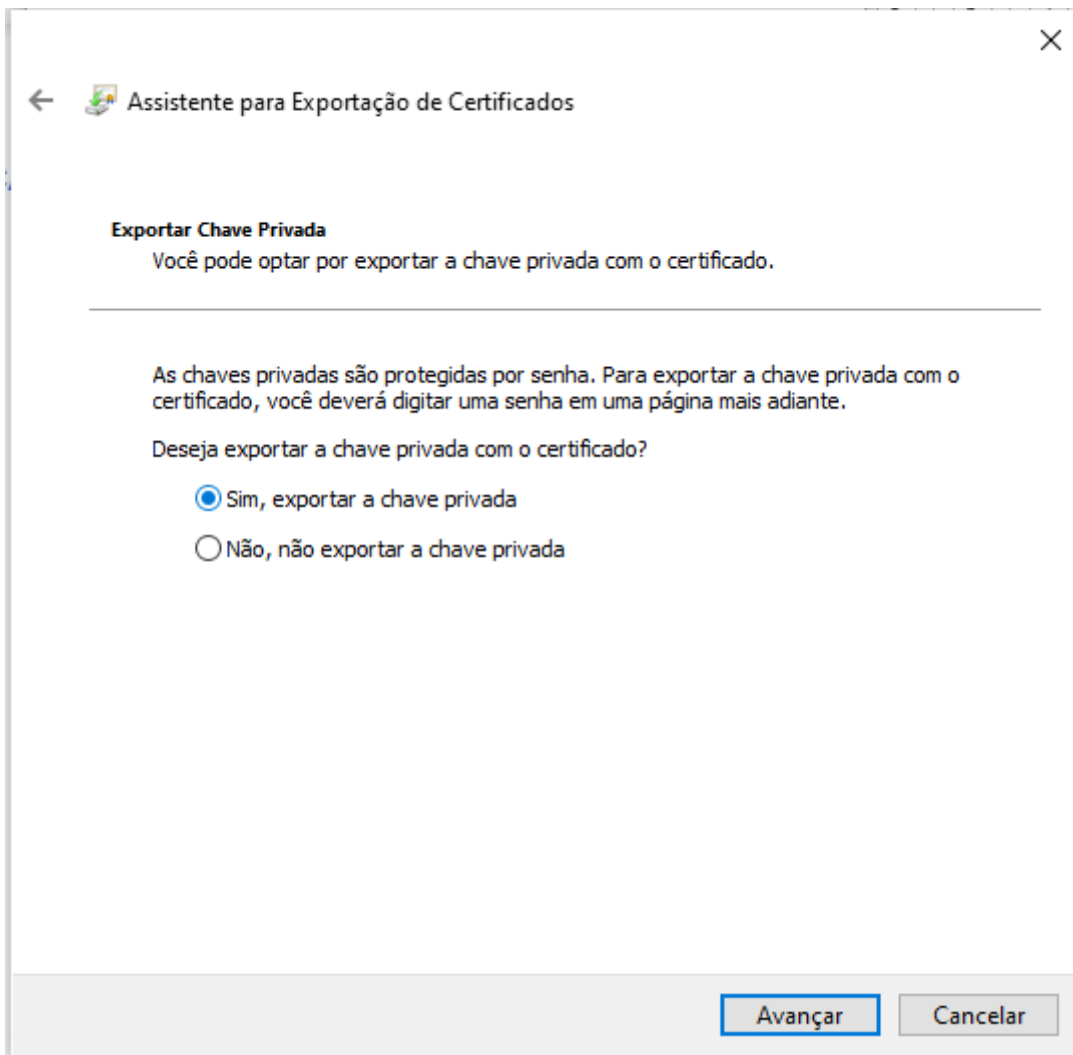 Assistente para Exportação de Certificados
Exportar Chave Privada
Você pode optar por exportar a chave privada com o certificado.
As chaves privadas são protegidas por senha. Para exportar a chave privada com o
certificado, você deverá digitar uma senha em uma página mais adiante.
Deseja exportar a chave privada com o certificado?
Sim, exportar a chave privada
Não, não exportar a chave privada
Avançar
Cancelar